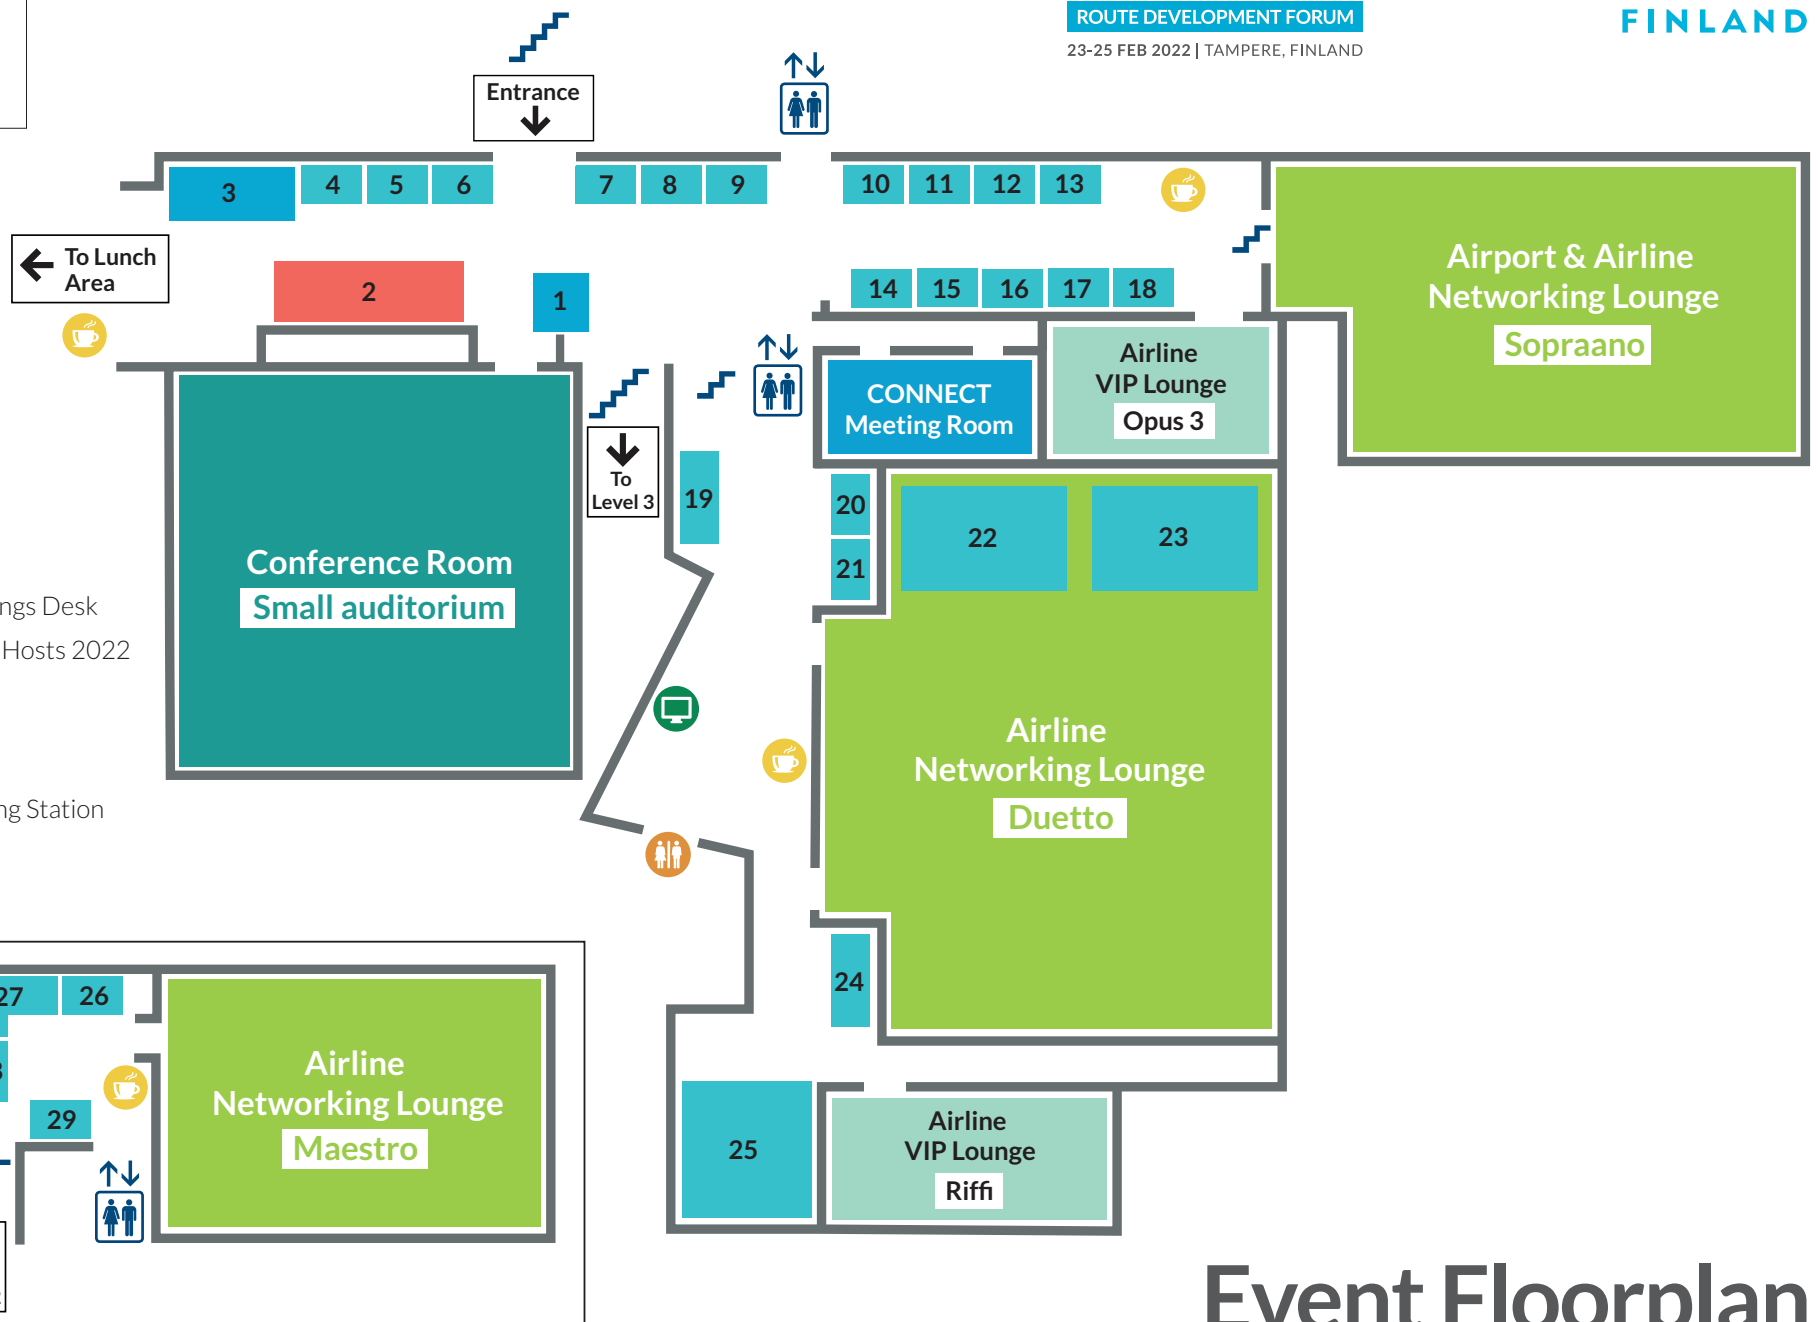 ROUTE DEVELOPMENT FORUM
23-25 FEB 2022 | TAMPERE, FINLAND
FINLAND
Entrance
3
4
5
6
7
8
9
10
11
12
13
To Lunch
Area
2
1
14
15
16
17
18
Airport & Airline
Networking Lounge
Sopraano
CONNECT
Meeting Room
Airline
VIP Lounge
Opus 3
To
Level 3
19
20
21
22
23
Conference Room
Small auditorium
ngs Desk
Hosts 2022
ng Station
Airline
Networking Lounge
Duetto
24
25
Airline
VIP Lounge
Riffi
27
26
29
Airline
Networking Lounge
Maestro
Event Floorplan